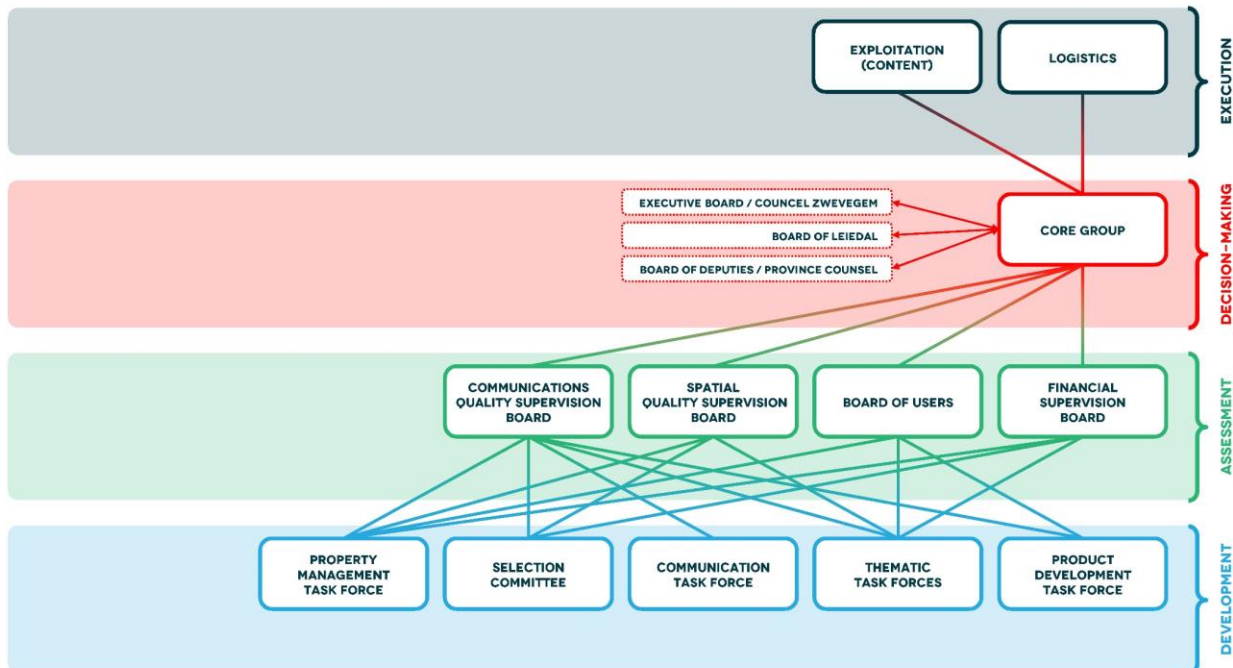 EXPLOITATION
(CONTENT)
LOGISTICS
EXECUTION
EXECUTIVE BOARD / COUNCEL ZWEVEGEM
BOARD OF LEIEDAL
BOARD OF DEPUTIES / PROVINCE COUNSEL
CORE GROUP
DECISION-MAKING
COMMUNICATIONS
QUALITY SUPERVISION
BOARD
SPATIAL
QUALITY SUPERVISION
BOARD
BOARD OF USERS
FINANCIAL
SUPERVISION
BOARD
ASSESSMENT
PROPERTY
MANAGEMENT
TASK FORCE
SELECTION
COMMITTEE
COMMUNICATION
TASK FORCE
THEMATIC
TASK FORCES
PRODUCT
DEVELOPMENT
TASK FORCE
DEVELOPMENT